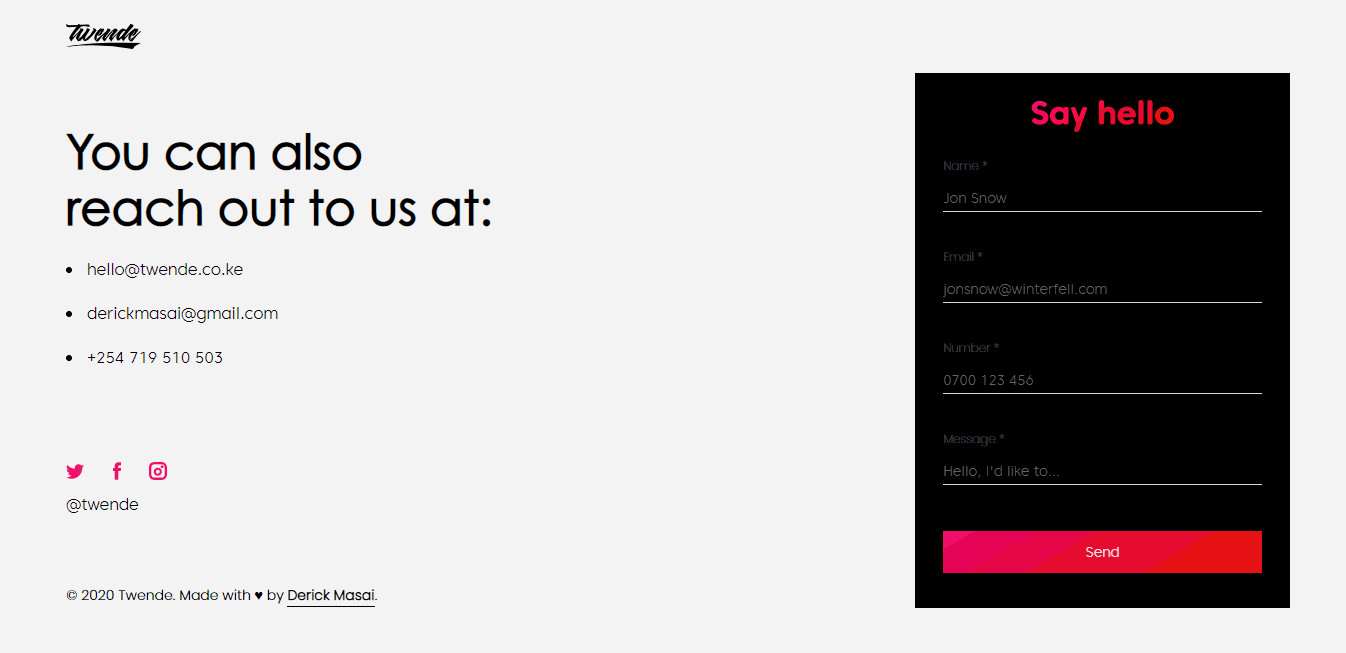 Twende
You can also
reach out to us at:
hello@twende.co.ke
derickmasai@gmail.com
+254 719 510 503
@twende
© 2020 Twende. Made with ♥ by Derick Masai.
Say hello
Name *
Jon Snow
Email *
jonsnow@winterfell.com
Number *
0700 123 456
Message *
Hello, I'd like to...
Send